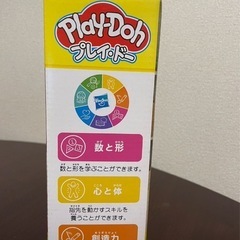 Play-Doh
プレイ・ドー
数と形
数と形を学ぶことができます。
心と体
指先を動かすスキルを
養うことができます。
創造力